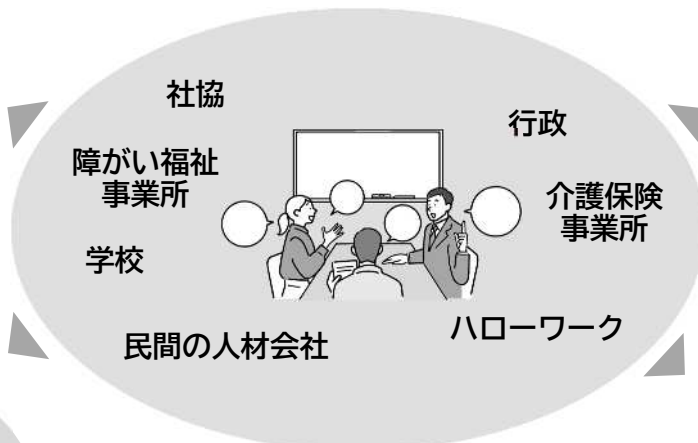 社協
行政
障がい福祉
事業所
介護保険
事業所
学校
ハローワーク
民間の人材会社